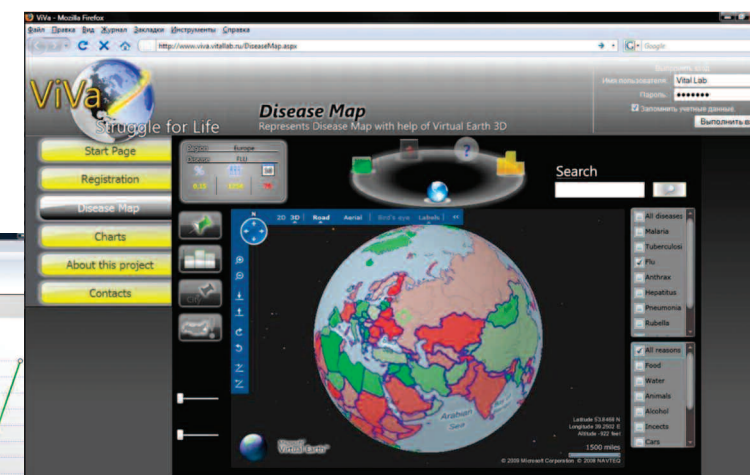 ViVa - Mozilla Firefox
Файл Правка Вид Журнал Закладки Инструменты Справка
http://www.viva.vitallab.ru/DiseaseMap.aspx
Google
ViVa
Struggle for Life
Disease Map
Represents Disease Map with help of Virtual Earth 3D
Имя пользователя: Vital Lab
Пароль:
Запомнить учетные данные.
Выполнить в
Start Page
Registration
Disease Map
Charts
About this project
Contacts
Europe
FLU
?
Search
N
2D 3D Road Aerial Bird's eye Labels
City
All diseases
Malaria
Tuberculosi
Flu
Anthrax
Hepatitus
Pneumonia
Rubella
All reasons
Food
Water
Animals
Alcohol
Insects
Cars
Arabian
Sea
1500 miles
Virtual Earth